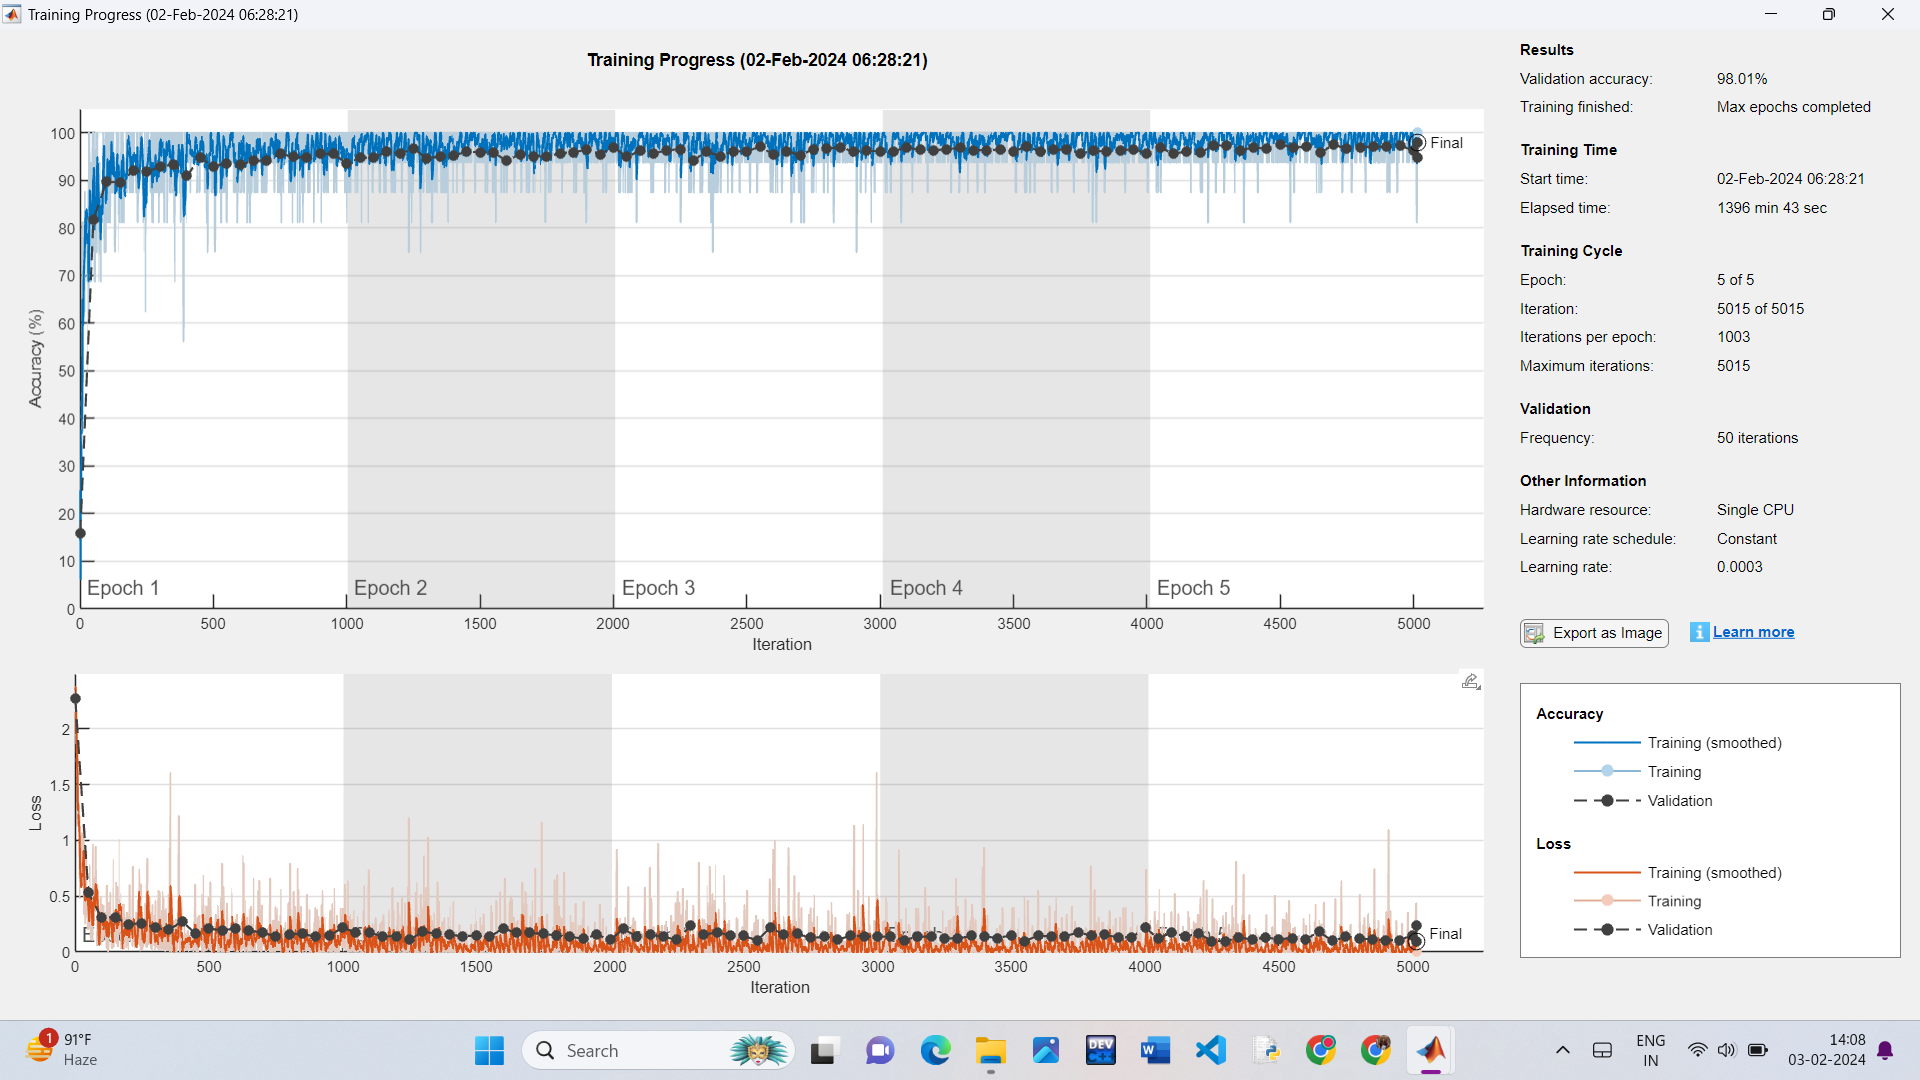 Training Progress (02-Feb-2024 06:28:21)
Training Progress (02-Feb-2024 06:28:21)
100
90
80
70
60
50
40
30
20
10
0
Accuracy (%)
Final
Epoch 1 Epoch 2 Epoch 3 Epoch 4 Epoch 5
0 500 1000 1500 2000 2500 3000 3500 4000 4500 5000
Iteration
2
1.5
1
0.5
0
Loss
Final
0 500 1000 1500 2000 2500 3000 3500 4000 4500 5000
Iteration
Results
Validation accuracy: 98.01%
Training finished: Max epochs completed
Training Time
Start time: 02-Feb-2024 06:28:21
Elapsed time: 1396 min 43 sec
Training Cycle
Epoch: 5 of 5
Iteration: 5015 of 5015
Iterations per epoch: 1003
Maximum iterations: 5015
Validation
Frequency: 50 iterations
Other Information
Hardware resource: Single CPU
Learning rate schedule: Constant
Learning rate: 0.0003
Export as Image
Learn more
Accuracy
Training (smoothed)
Training
Validation
Loss
Training (smoothed)
Training
Validation
1
91°F
Haze
Search
DEV
C++
W
ENG
IN
14:08
03-02-2024